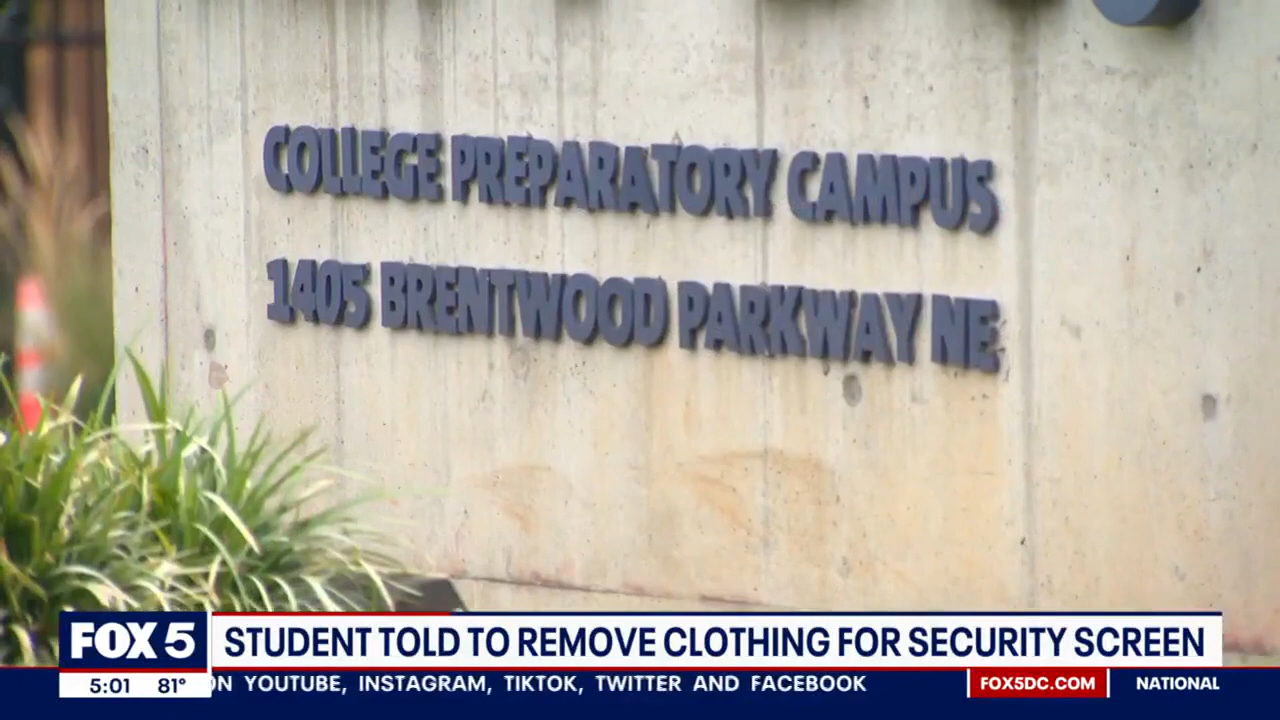 COLLEGE PREPARATORY CAMPUS
1405 BRENTWOOD PARKWAY NE
FOX 5
STUDENT TOLD TO REMOVE CLOTHING FOR SECURITY SCREEN
5:01 81° ON YOUTUBE, INSTAGRAM, TIKTOK, TWITTER AND FACEBOOK FOX5DC.COM NATIONAL